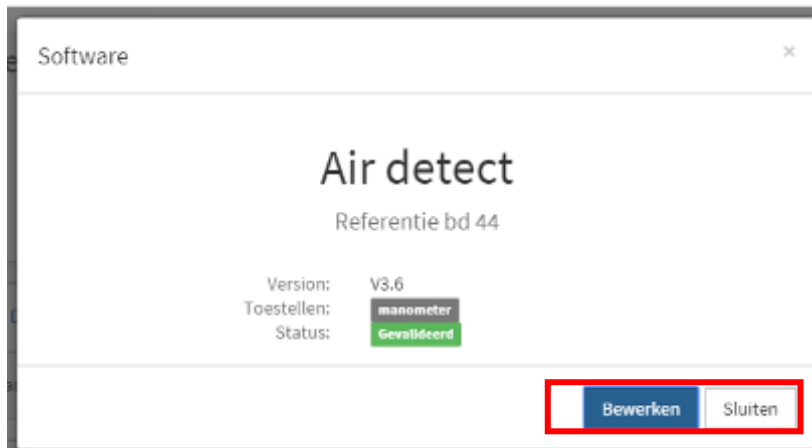 Software ×
Air detect
Referentie bd 44
Version: V3.6
Toestellen: manometer
Status: Gevalideerd
Bewerken Sluiten